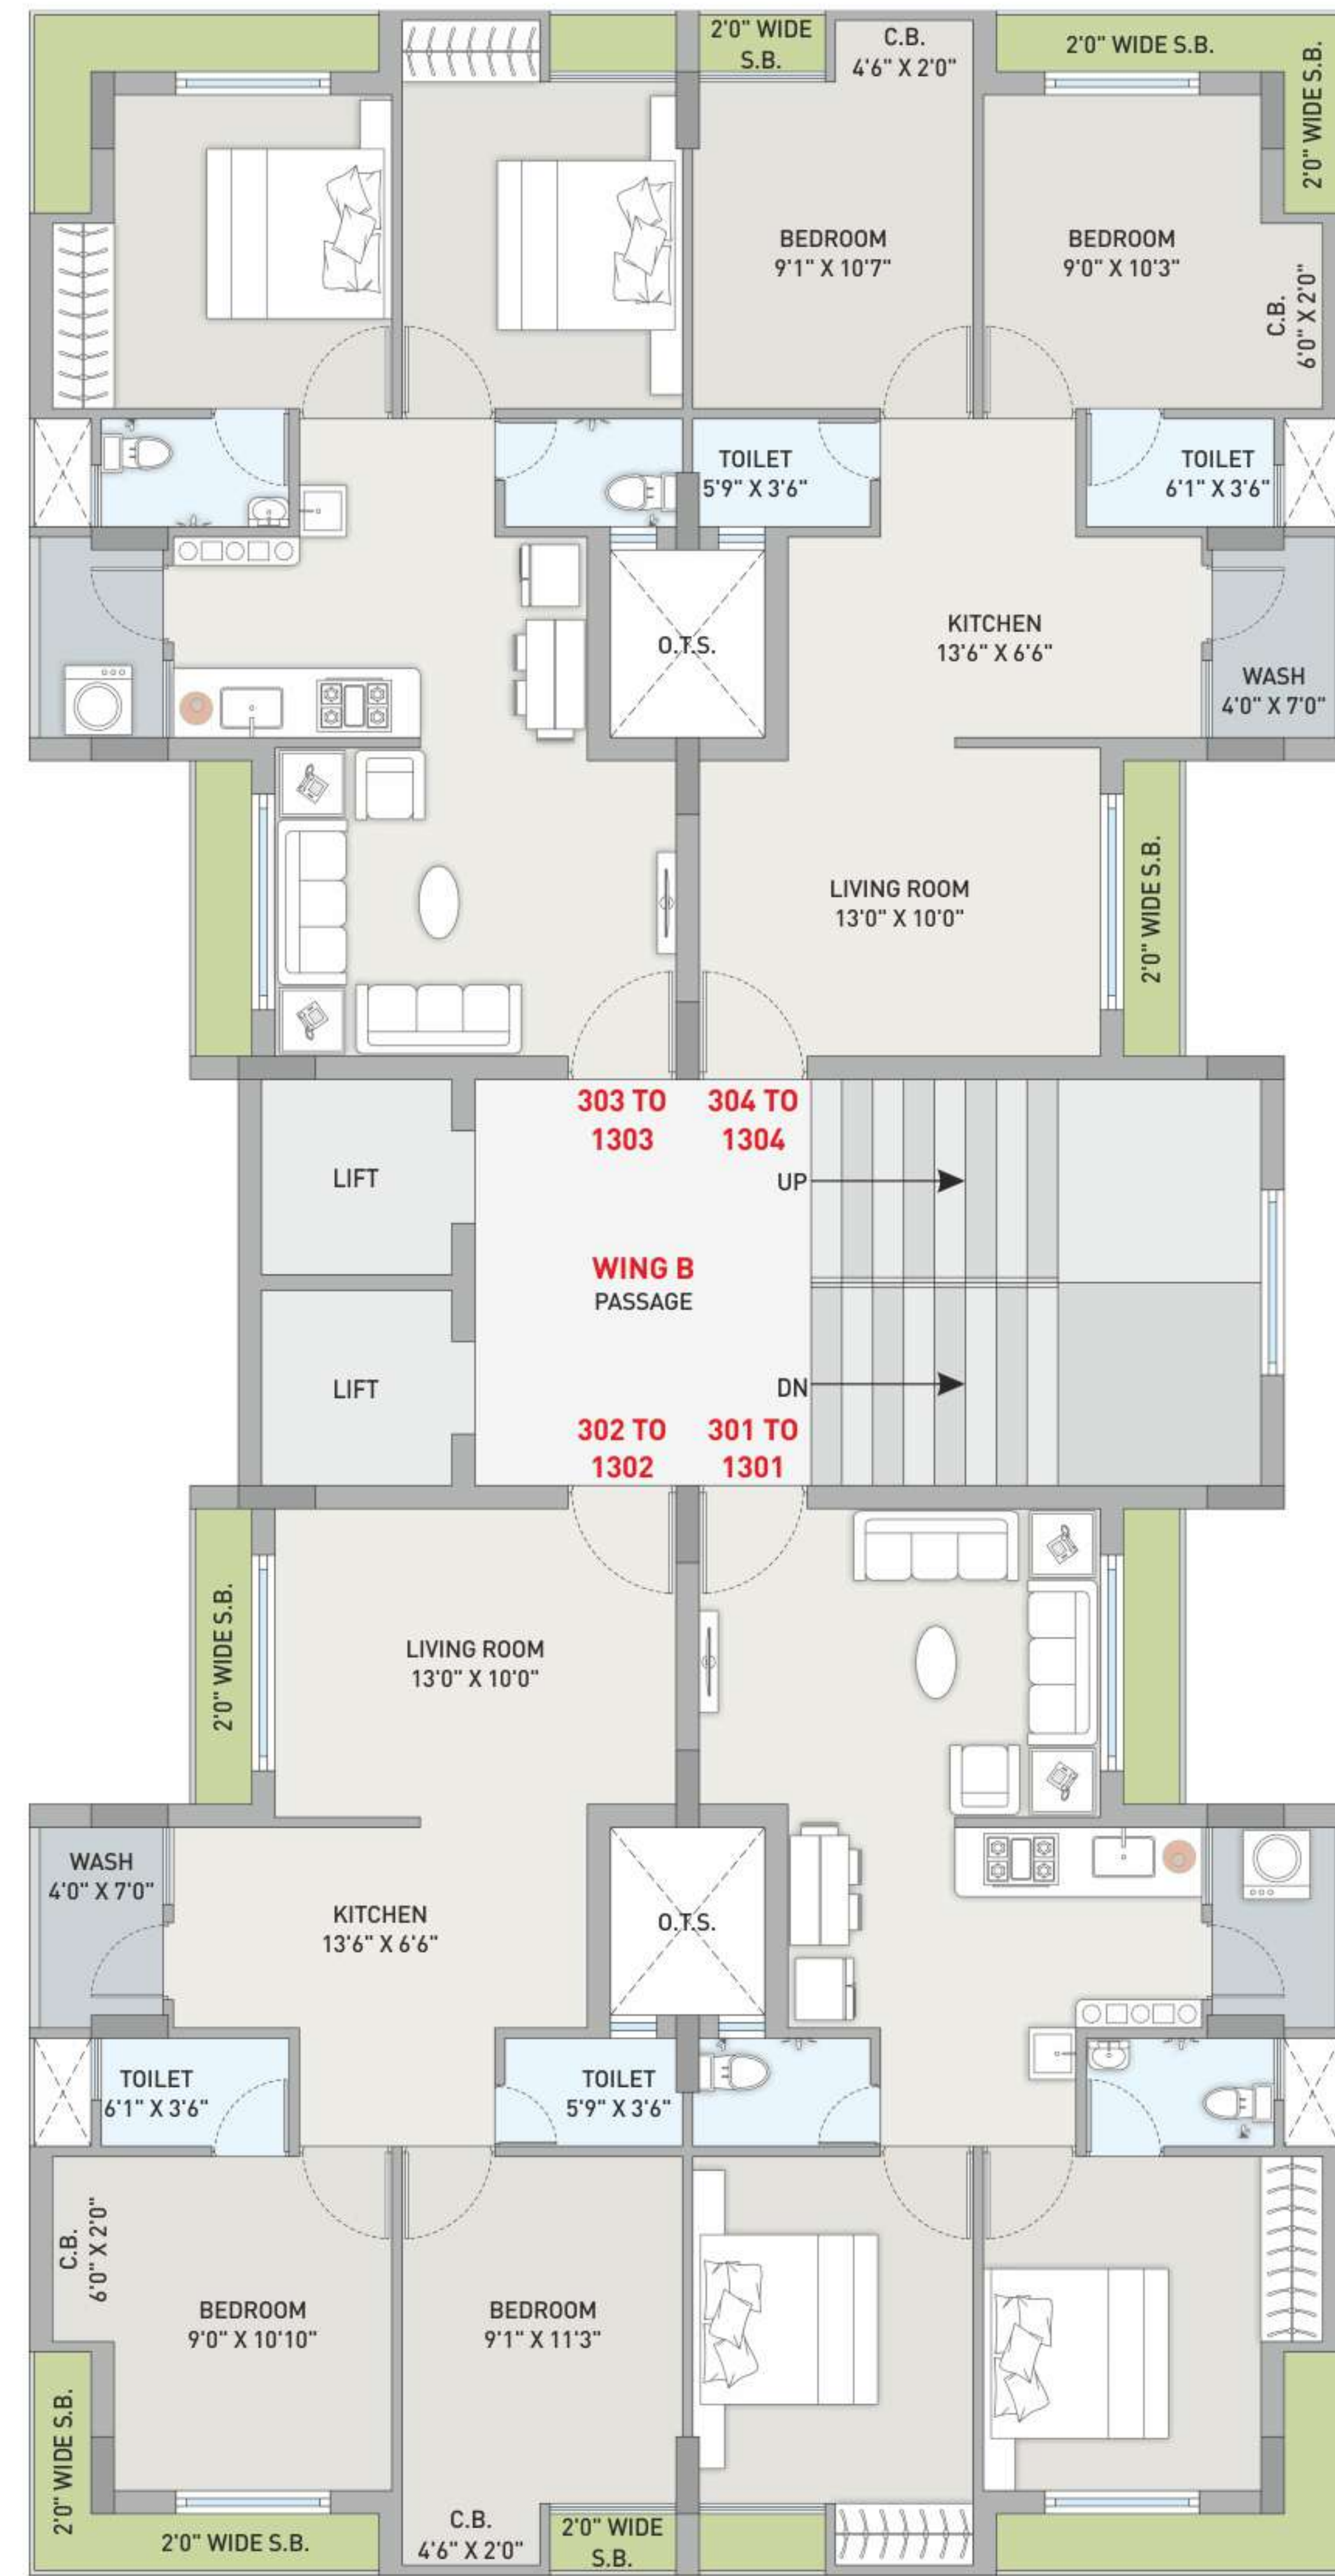 2'0" WIDE
S.B.
C.B.
4'6" X 2'0"
2'0" WIDE S.B.
2'0" WIDE S.B.
BEDROOM
9'1" X 10'7"
BEDROOM
9'0" X 10'3"
C.B.
6'0" X 2'0"
TOILET
5'9" X 3'6"
TOILET
6'1" X 3'6"
O.T.S.
KITCHEN
13'6" X 6'6"
WASH
4'0" X 7'0"
LIVING ROOM
13'0" X 10'0"
2'0" WIDE S.B.
303 TO
1303
304 TO
1304
LIFT
UP
WING B
PASSAGE
LIFT
DN
302 TO
1302
301 TO
1301
2'0" WIDE S.B.
LIVING ROOM
13'0" X 10'0"
WASH
4'0" X 7'0"
KITCHEN
13'6" X 6'6"
O.T.S.
TOILET
6'1" X 3'6"
TOILET
5'9" X 3'6"
C.B.
6'0" X 2'0"
BEDROOM
9'0" X 10'10"
BEDROOM
9'1" X 11'3"
2'0" WIDE S.B.
2'0" WIDE S.B.
C.B.
4'6" X 2'0"
2'0" WIDE
S.B.